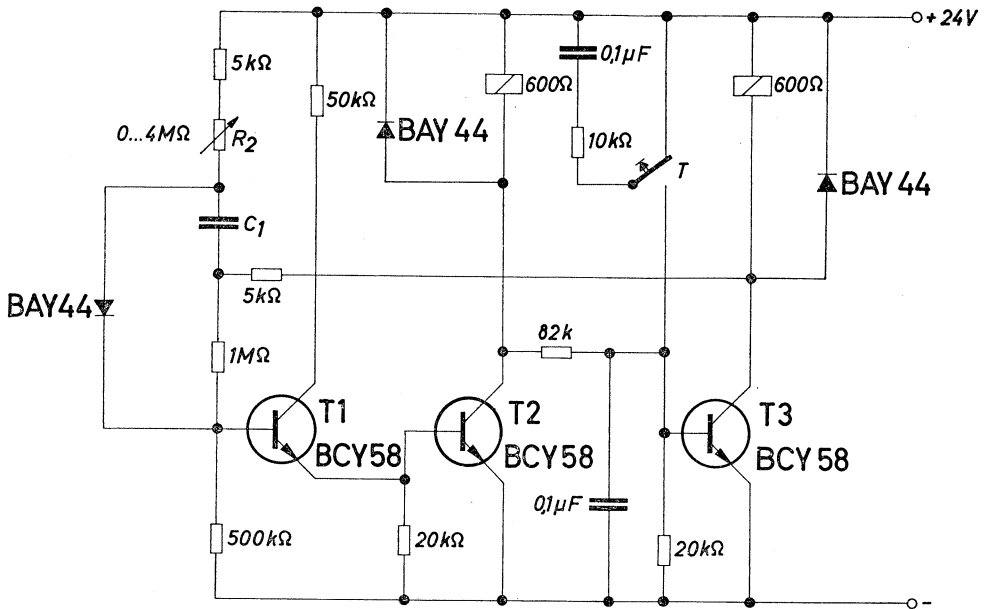 + 24V
5kΩ
50kΩ
0,1µF
600Ω
600Ω
0...4MΩ
R2
BAY 44
10kΩ
T
BAY 44
C1
5kΩ
BAY44
82k
1MΩ
T1
BCY58
T2
BCY58
T3
BCY 58
0,1µF
500kΩ
20kΩ
20kΩ
-